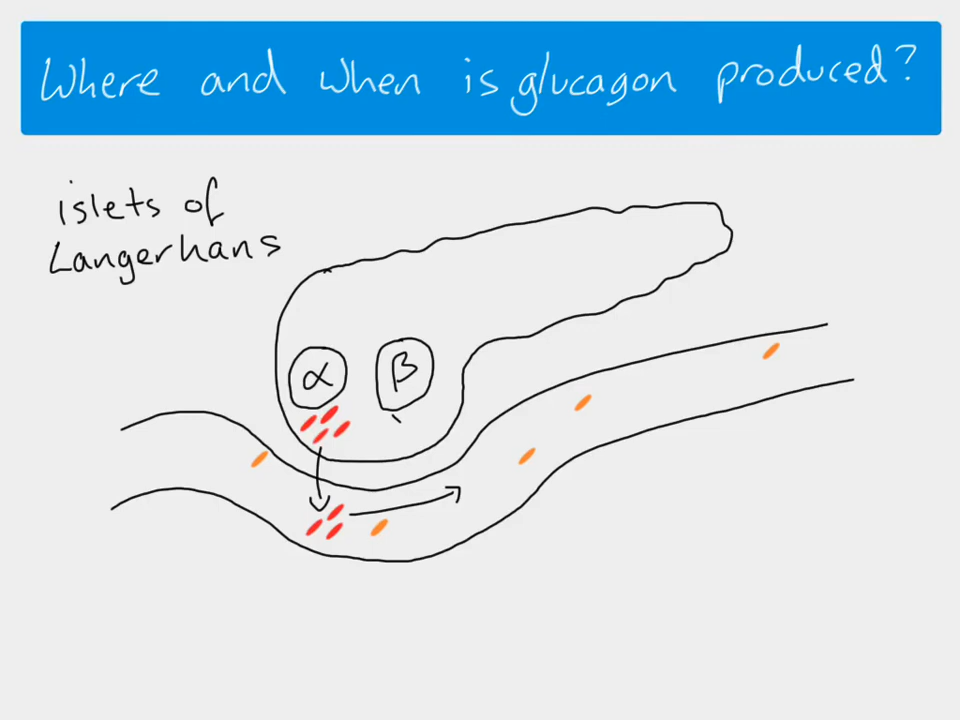 Where and when is glucagon produced?
islets of
Langerhans
α β